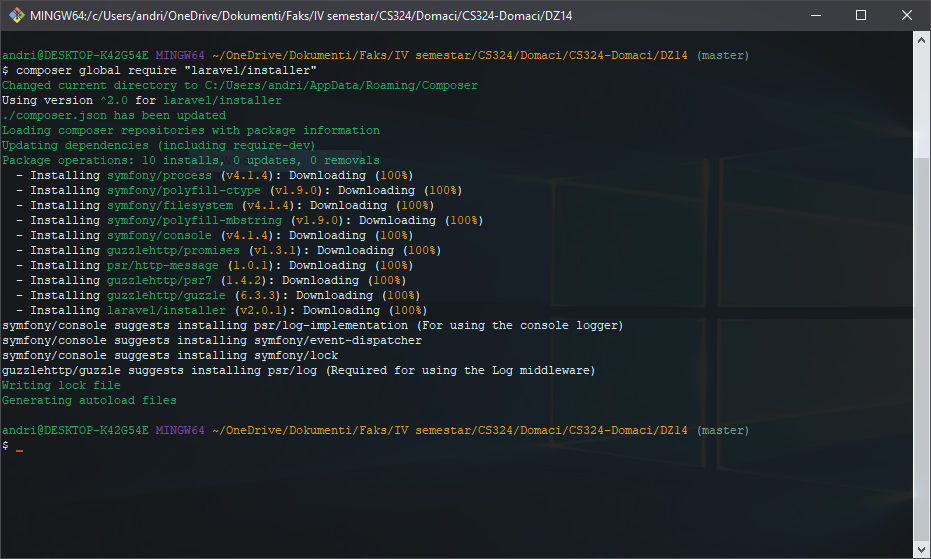 MINGW64:/c/Users/andri/OneDrive/Dokumenti/Faks/IV semestar/CS324/Domaci/CS324-Domaci/DZ14
andri@DESKTOP-K42G54E MINGW64 ~/OneDrive/Dokumenti/Faks/IV semestar/CS324/Domaci/CS324-Domaci/DZ14 (master)
$ composer global require "laravel/installer"
Changed current directory to C:/Users/andri/AppData/Roaming/Composer
Using version ^2.0 for laravel/installer
./composer.json has been updated
Loading composer repositories with package information
Updating dependencies (including require-dev)
Package operations: 10 installs, 0 updates, 0 removals
  - Installing symfony/process (v4.1.4): Downloading (100%)
  - Installing symfony/polyfill-ctype (v1.9.0): Downloading (100%)
  - Installing symfony/filesystem (v4.1.4): Downloading (100%)
  - Installing symfony/polyfill-mbstring (v1.9.0): Downloading (100%)
  - Installing symfony/console (v4.1.4): Downloading (100%)
  - Installing guzzlehttp/promises (v1.3.1): Downloading (100%)
  - Installing psr/http-message (1.0.1): Downloading (100%)
  - Installing guzzlehttp/psr7 (1.4.2): Downloading (100%)
  - Installing guzzlehttp/guzzle (6.3.3): Downloading (100%)
  - Installing laravel/installer (v2.0.1): Downloading (100%)
symfony/console suggests installing psr/log-implementation (For using the console logger)
symfony/console suggests installing symfony/event-dispatcher
symfony/console suggests installing symfony/lock
guzzlehttp/guzzle suggests installing psr/log (Required for using the Log middleware)
Writing lock file
Generating autoload files
andri@DESKTOP-K42G54E MINGW64 ~/OneDrive/Dokumenti/Faks/IV semestar/CS324/Domaci/CS324-Domaci/DZ14 (master)
$